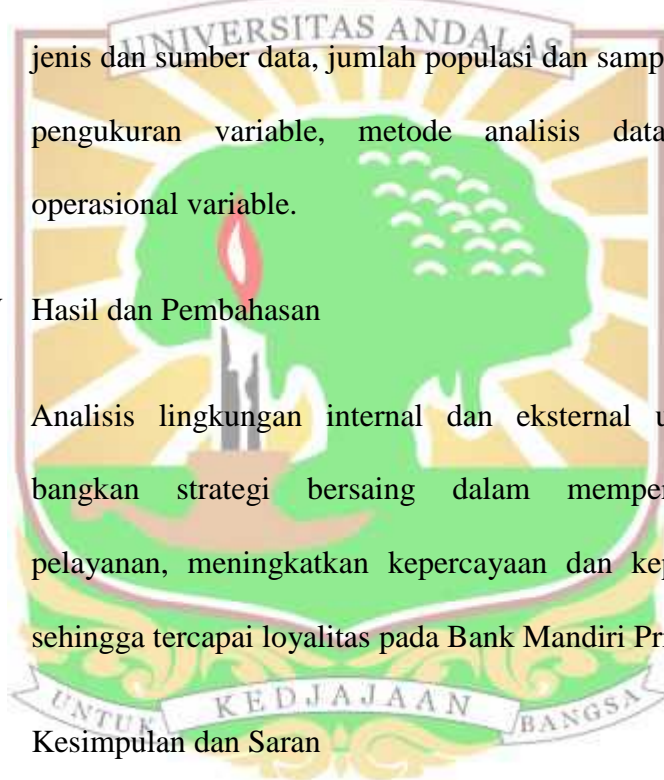 UNIVERSITAS ANDALAS
jenis dan sumber data, jumlah populasi dan samp
pengukuran variable, metode analisis data
operasional variable.
Hasil dan Pembahasan
Analisis lingkungan internal dan eksternal u
bangkan strategi bersaing dalam memper
pelayanan, meningkatkan kepercayaan dan kep
sehingga tercapai loyalitas pada Bank Mandiri Pr
UNTUK KEDJAJAAN BANGSA
Kesimpulan dan Saran